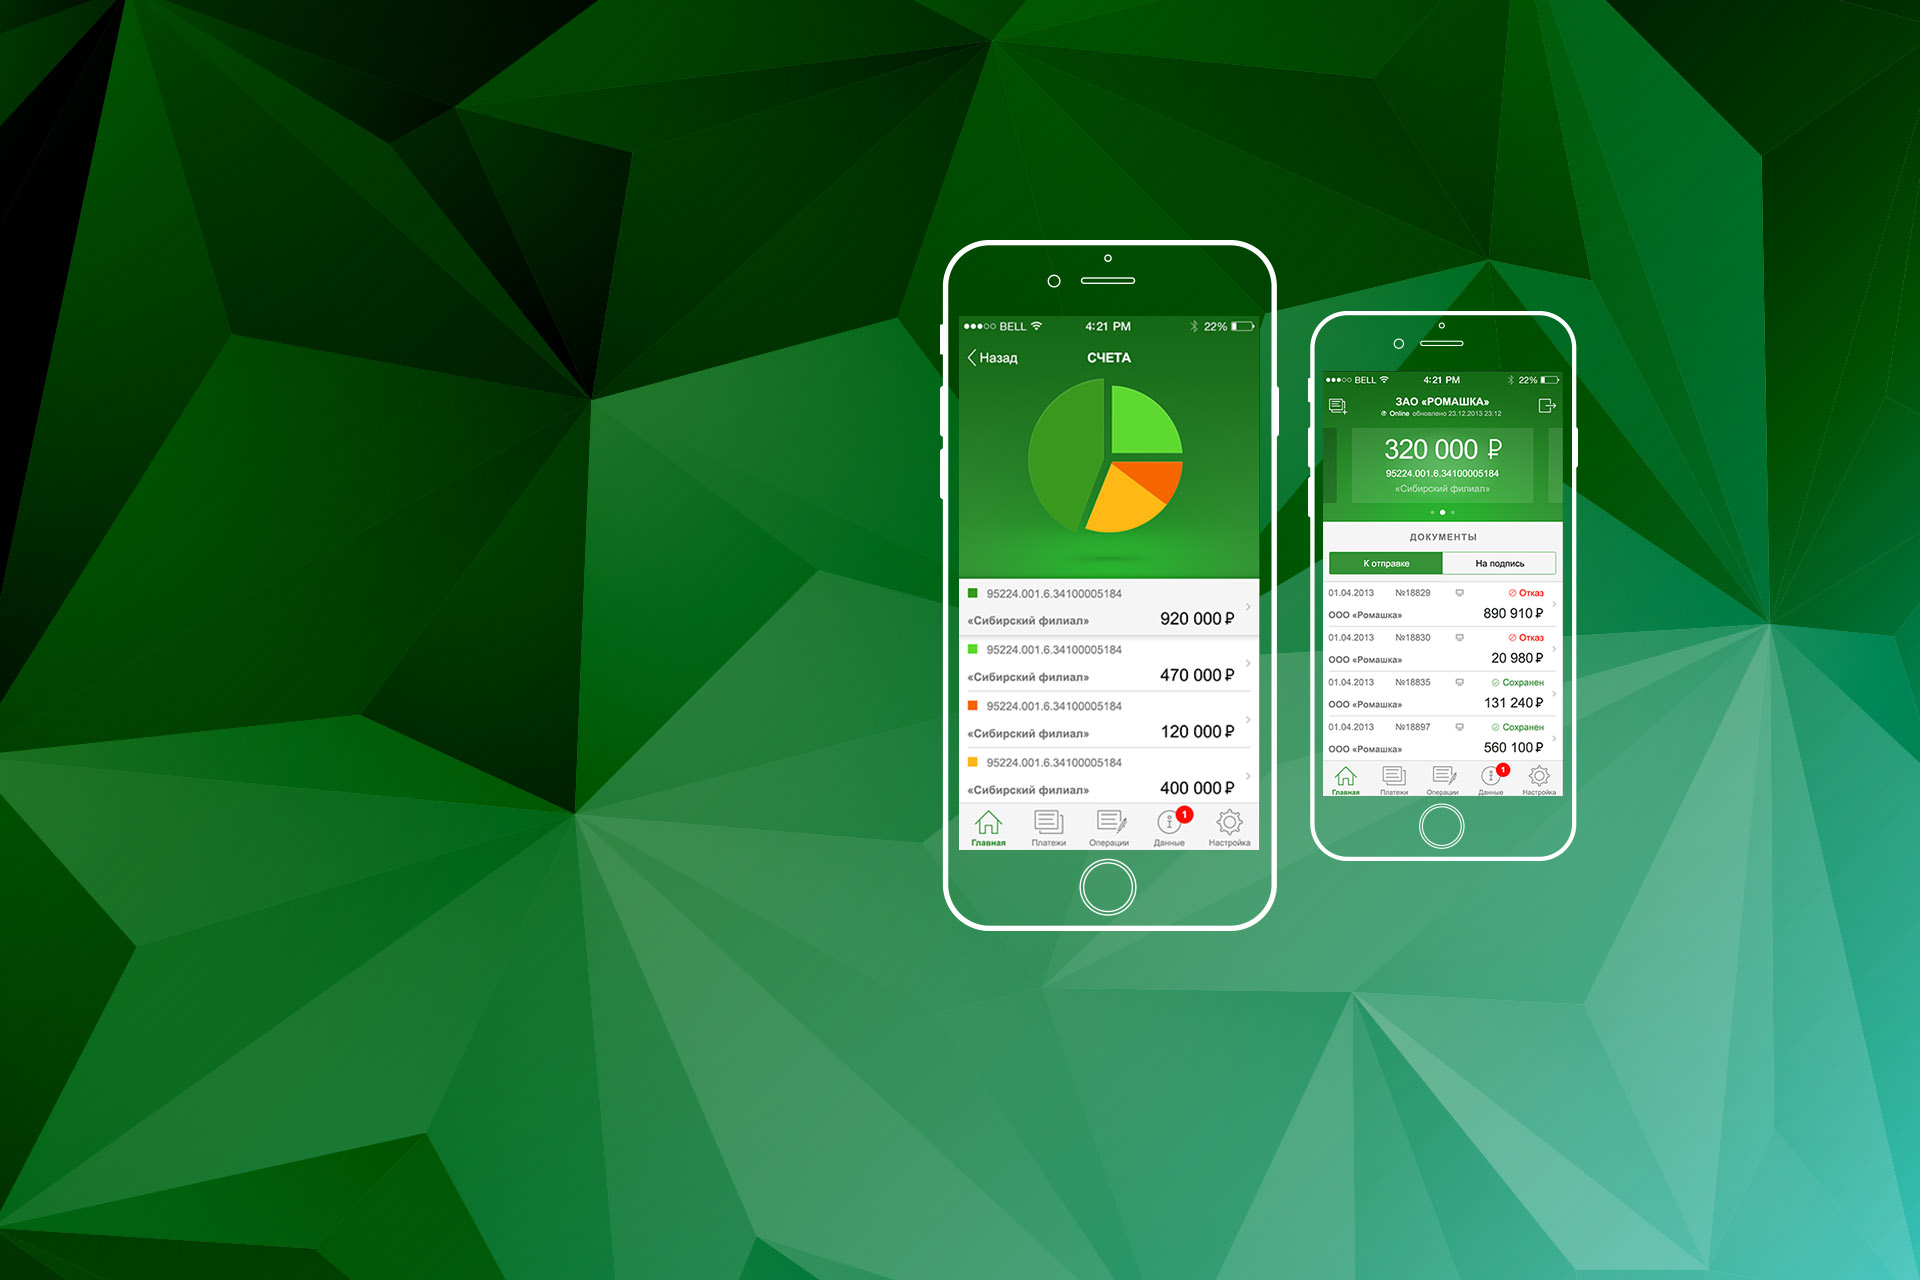 BELL 4:21 PM 22%
Назад СЧЕТА
95224.001.6.34100005184
«Сибирский филиал» 920 000 ₽
95224.001.6.34100005184
«Сибирский филиал» 470 000 ₽
95224.001.6.34100005184
«Сибирский филиал» 120 000 ₽
95224.001.6.34100005184
«Сибирский филиал» 400 000 ₽
1
Главная Платежи Операции Данные Настройка
BELL 4:21 PM 22%
ЗАО «РОМАШКА»
Online обновлено 23.12.2013 23:12
320 000 ₽
95224.001.6.34100005184
«Сибирский филиал»
ДОКУМЕНТЫ
К отправке На подпись
01.04.2013 №18829 Отказ
ООО «Ромашка» 890 910 ₽
01.04.2013 №18830 Отказ
ООО «Ромашка» 20 980 ₽
01.04.2013 №18835 Сохранен
ООО «Ромашка» 131 240 ₽
01.04.2013 №18897 Сохранен
ООО «Ромашка» 560 100 ₽
1
Главная Платежи Операции Данные Настройка